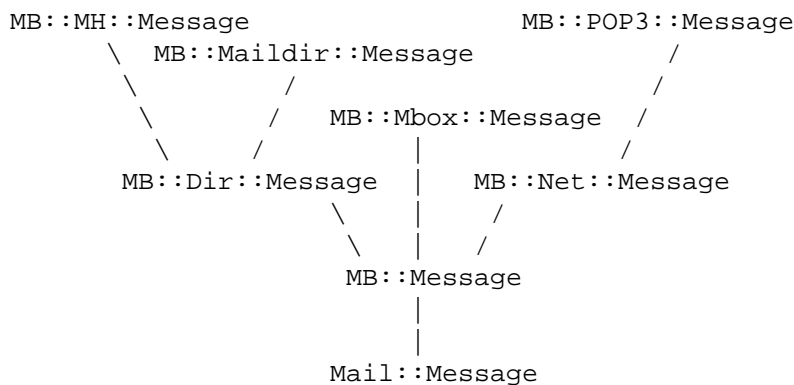 MB::MH::Message MB::POP3::Message
MB::Maildir::Message
MB::Mbox::Message
MB::Dir::Message MB::Net::Message
MB::Message
Mail::Message